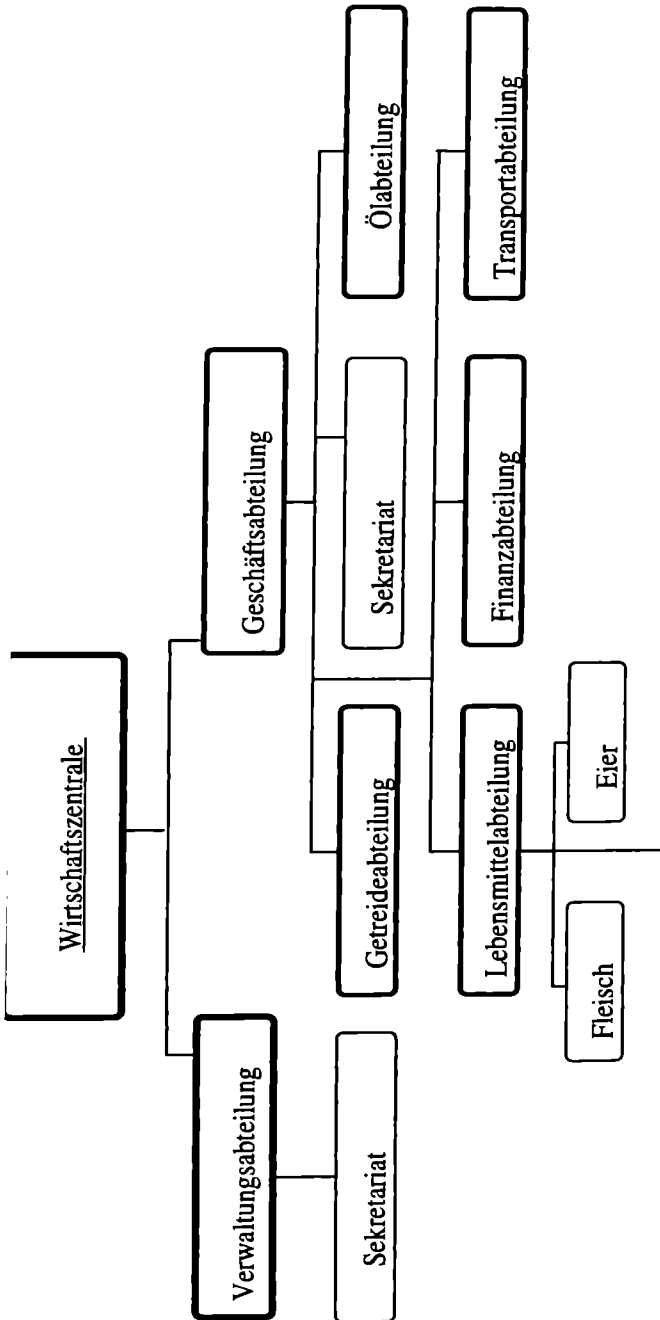 Wirtschaftszentrale
Verwaltungsabteilung
Geschäftsabteilung
Sekretariat
Getreideabteilung
Sekretariat
Ölabteilung
Lebensmittelabteilung
Finanzabteilung
Transportabteilung
Fleisch
Eier